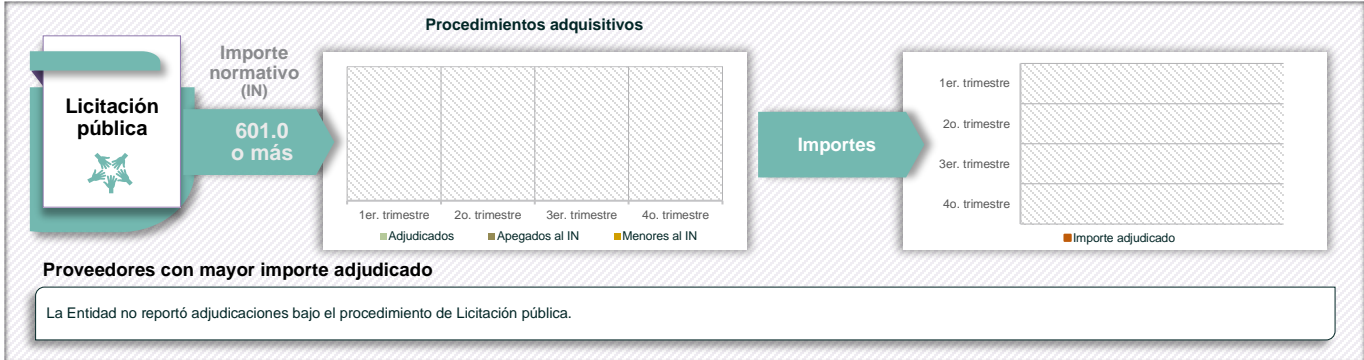 Procedimientos adquisitivos
Licitación
pública
Importe
normativo
(IN)
601.0
o más
1er. trimestre 2o. trimestre 3er. trimestre 4o. trimestre
Adjudicados Apegados al IN Menores al IN
Importes
1er. trimestre
2o. trimestre
3er. trimestre
4o. trimestre
Importe adjudicado
Proveedores con mayor importe adjudicado
La Entidad no reportó adjudicaciones bajo el procedimiento de Licitación pública.